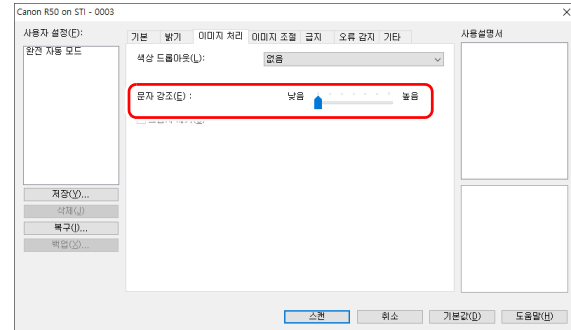 Canon R50 on STI - 0003
사용자 설정(F):
완전 자동 모드
저장(Y)...
삭제(J)
복구(I)...
백업(X)...
기본 밝기 이미지 처리 이미지 조절 급지 오류 감지 기타
색상 드롭아웃(L): 없음
문자 강조(E) : 낮음 높음
사용설명서
스캔 취소 기본값(D) 도움말(H)